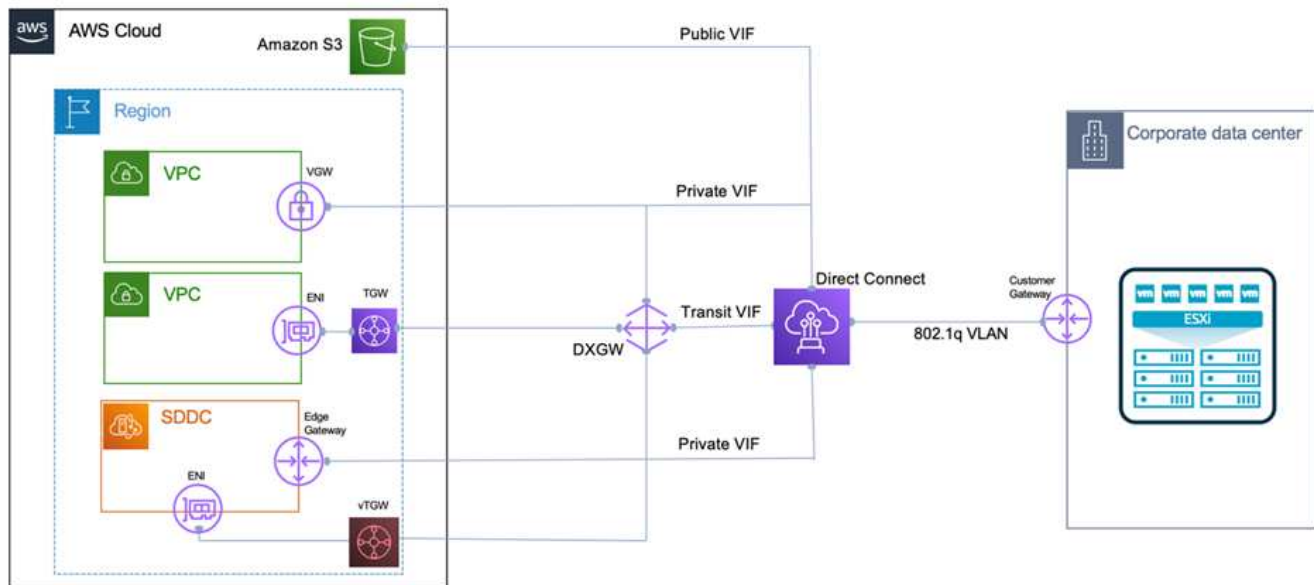 aws
AWS Cloud
Amazon S3
Public VIF
Region
Corporate data center
VPC
VGW
Private VIF
VPC
ENI
TGW
Transit VIF
DXGW
Direct Connect
802.1q VLAN
Customer
Gateway
vm vm vm vm vm
ESXi
SDDC
Edge
Gateway
Private VIF
ENI
vTGW